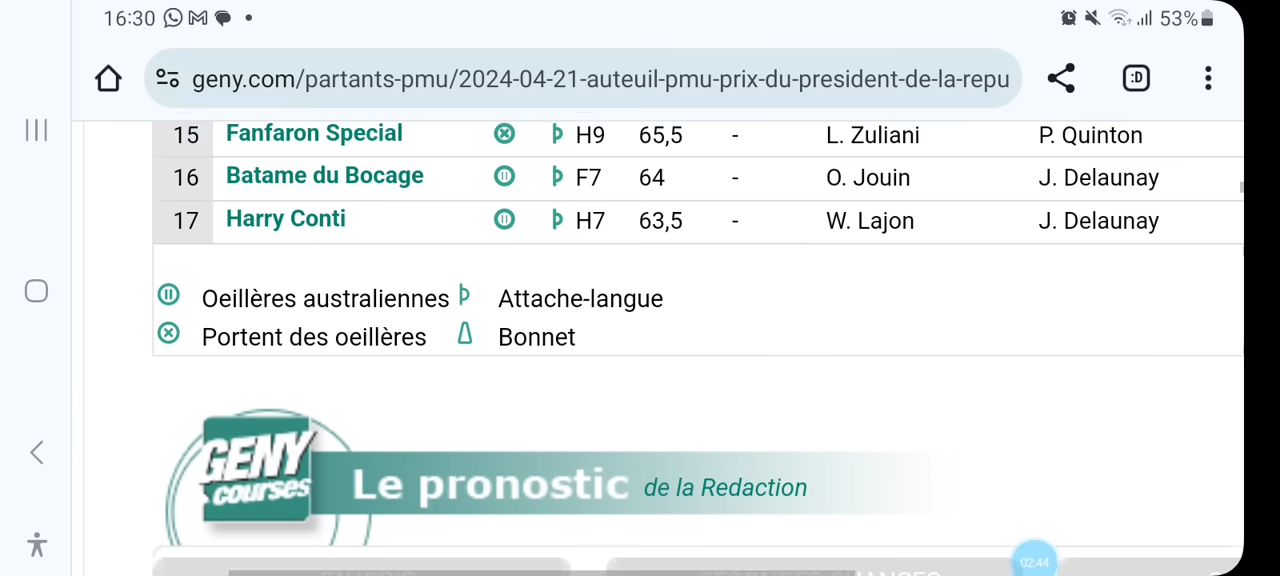 16:30 53%
geny.com/partants-pmu/2024-04-21-auteuil-pmu-prix-du-president-de-la-repu
15 Fanfaron Special H9 65,5 - L. Zuliani P. Quinton
16 Batame du Bocage F7 64 - O. Jouin J. Delaunay
17 Harry Conti H7 63,5 - W. Lajon J. Delaunay
Oeillères australiennes Attache-langue
Portent des oeillères Bonnet
GENY courses
Le pronostic de la Redaction
02:44